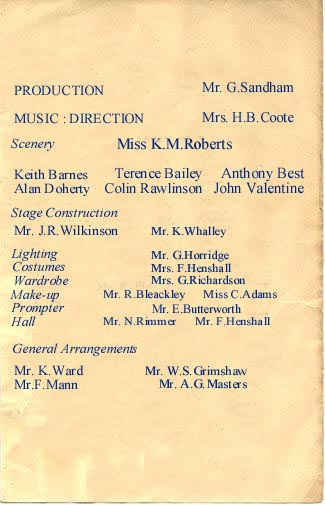 PRODUCTION Mr. G.Sandham
MUSIC : DIRECTION Mrs. H.B.Coote
Scenery Miss K.M.Roberts
Keith Barnes Terence Bailey Anthony Best
Alan Doherty Colin Rawlinson John Valentine
Stage Construction
Mr. J.R.Wilkinson Mr. K.Whalley
Lighting Mr. G.Horridge
Costumes Mrs. F.Henshall
Wardrobe Mrs. G.Richardson
Make-up Mr. R.Bleackley Miss C.Adams
Prompter Mr. E.Butterworth
Hall Mr. N.Rimmer Mr. F.Henshall
General Arrangements
Mr. K.Ward Mr. W.S.Grimshaw
Mr.F.Mann Mr. A.G.Masters